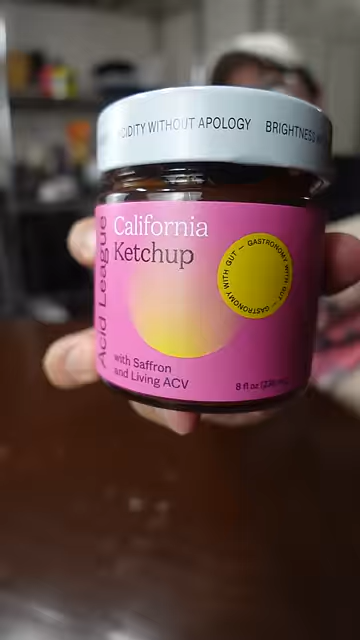 ACIDITY WITHOUT APOLOGY BRIGHTNESS
Acid League
California
Ketchup
GASTRONOMY WITH GUT – GASTRONOMY WITH GUT –
with Saffron
and Living ACV
8 fl oz